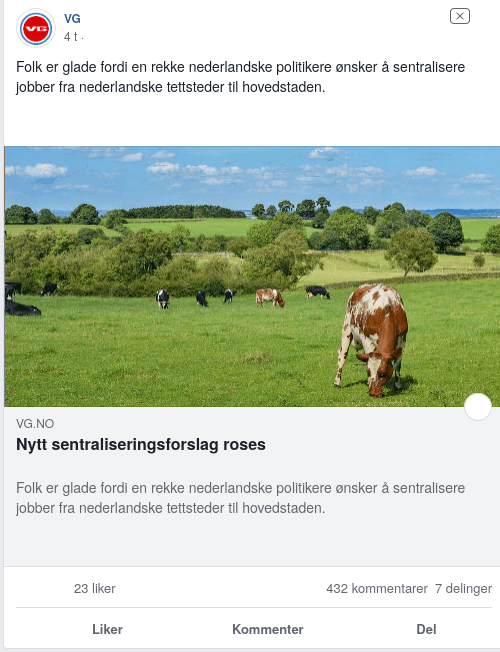 VG
VG
4 t ·
Folk er glade fordi en rekke nederlandske politikere ønsker å sentralisere
jobber fra nederlandske tettsteder til hovedstaden.
VG.NO
Nytt sentraliseringsforslag roses
Folk er glade fordi en rekke nederlandske politikere ønsker å sentralisere
jobber fra nederlandske tettsteder til hovedstaden.
23 liker
432 kommentarer 7 delinger
Liker Kommenter Del